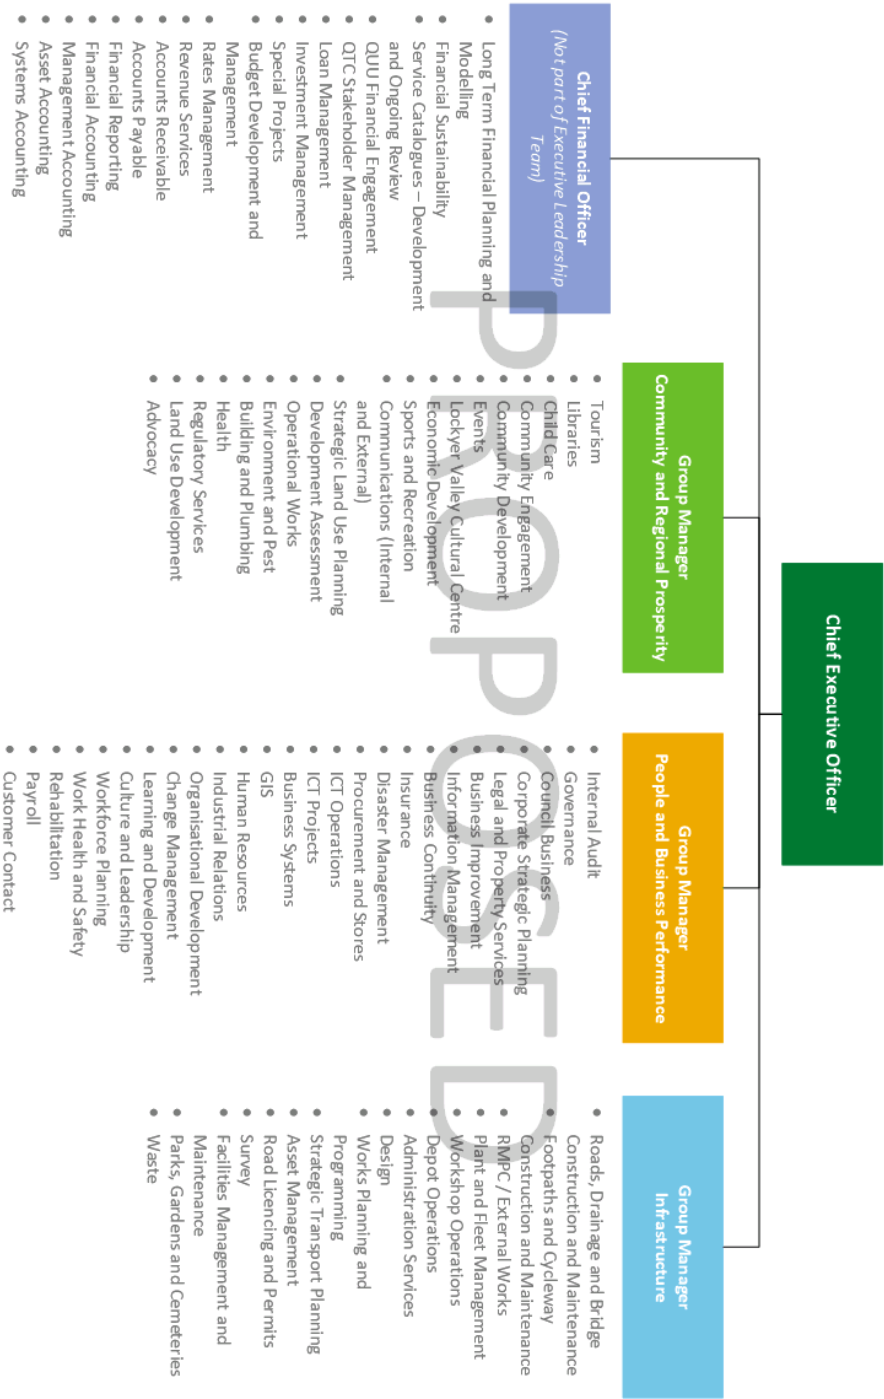 Chief Executive Officer
Chief Financial Officer
(Not part of Executive Leadership
Team)
• Long Term Financial Planning and
Modelling
• Financial Sustainability
• Service Catalogues – Development
and Ongoing Review
• QUU Financial Engagement
• QTC Stakeholder Management
• Loan Management
• Investment Management
• Special Projects
• Budget Development and
Management
• Rates Management
• Revenue Services
• Accounts Receivable
• Accounts Payable
• Financial Reporting
• Financial Accounting
• Management Accounting
• Asset Accounting
• Systems Accounting
Group Manager
Community and Regional Prosperity
• Tourism
• Libraries
• Child Care
• Community Engagement
• Community Development
• Events
• Lockyer Valley Cultural Centre
• Economic Development
• Sports and Recreation
• Communications (Internal
and External)
• Strategic Land Use Planning
• Development Assessment
• Operational Works
• Environment and Pest
• Building and Plumbing
• Health
• Regulatory Services
• Land Use Development
• Advocacy
Group Manager
People and Business Performance
• Internal Audit
• Governance
• Council Business
• Corporate Strategic Planning
• Legal and Property Services
• Business Improvement
• Information Management
• Business Continuity
• Insurance
• Disaster Management
• Procurement and Stores
• ICT Operations
• ICT Projects
• Business Systems
• GIS
• Human Resources
• Industrial Relations
• Organisational Development
• Change Management
• Learning and Development
• Culture and Leadership
• Workforce Planning
• Work Health and Safety
• Rehabilitation
• Payroll
• Customer Contact
Group Manager
Infrastructure
• Roads, Drainage and Bridge
Construction and Maintenance
• Footpaths and Cycleway
Construction and Maintenance
• RMPC / External Works
• Plant and Fleet Management
• Workshop Operations
• Depot Operations
• Administration Services
• Design
• Works Planning and
Programming
• Strategic Transport Planning
• Asset Management
• Road Licencing and Permits
• Survey
• Facilities Management and
Maintenance
• Parks, Gardens and Cemeteries
• Waste
PROPOSED